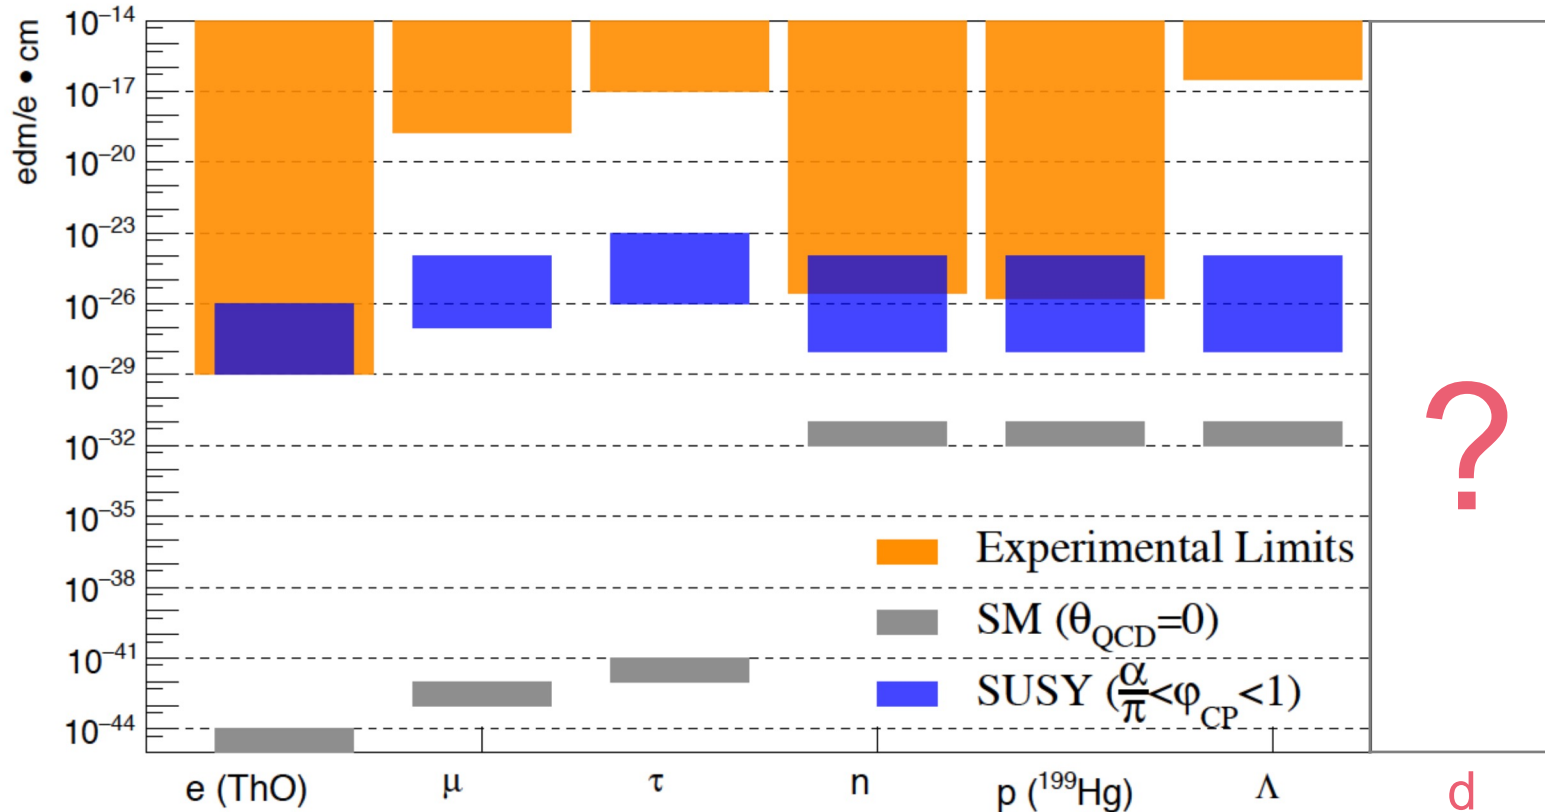 edm/e • cm
10⁻¹⁴
10⁻¹⁷
10⁻²⁰
10⁻²³
10⁻²⁶
10⁻²⁹
10⁻³²
10⁻³⁵
10⁻³⁸
10⁻⁴¹
10⁻⁴⁴
?
Experimental Limits
SM (θ_QCD=0)
SUSY (α/π<φ_CP<1)
e (ThO) μ τ n p (¹⁹⁹Hg) Λ d